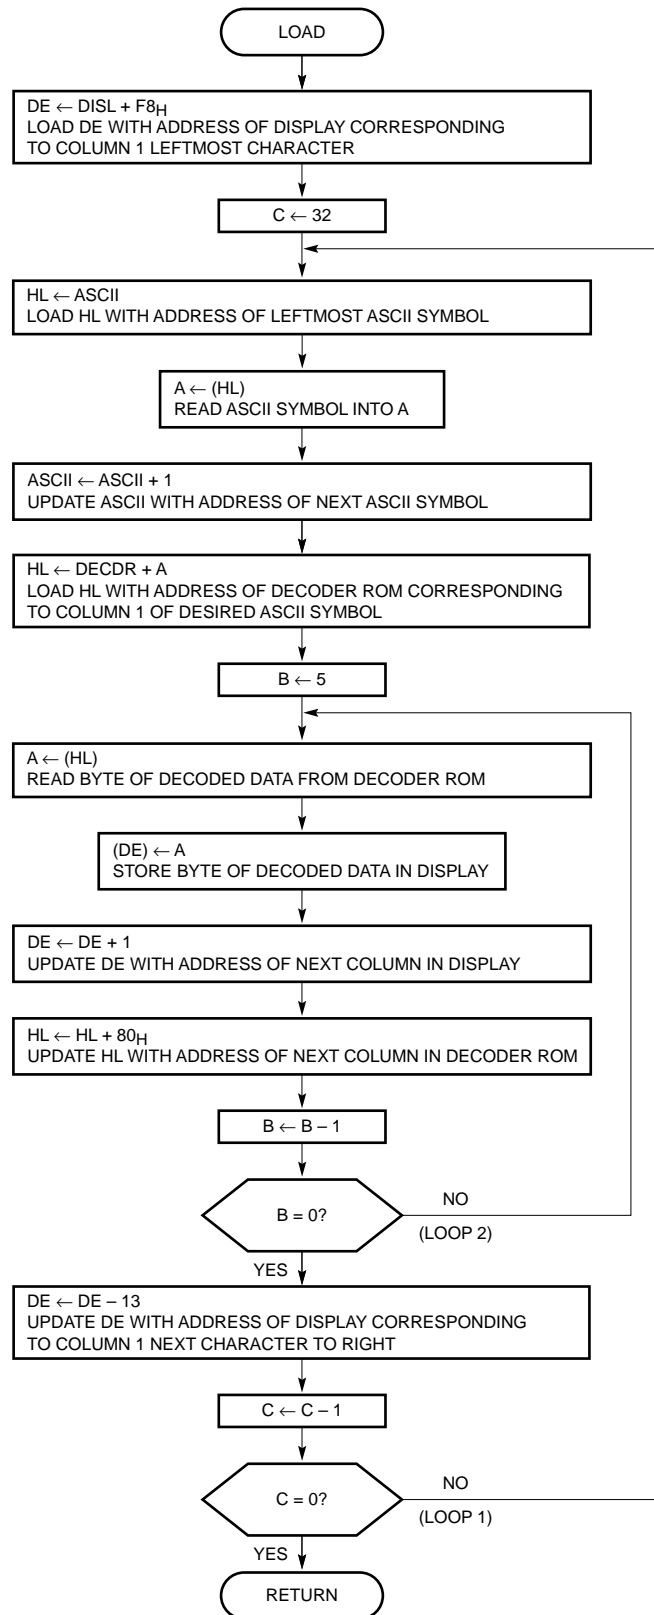 LOAD
DE ← DISL + F8H
LOAD DE WITH ADDRESS OF DISPLAY CORRESPONDING
TO COLUMN 1 LEFTMOST CHARACTER
C ← 32
HL ← ASCII
LOAD HL WITH ADDRESS OF LEFTMOST ASCII SYMBOL
A ← (HL)
READ ASCII SYMBOL INTO A
ASCII ← ASCII + 1
UPDATE ASCII WITH ADDRESS OF NEXT ASCII SYMBOL
HL ← DECDR + A
LOAD HL WITH ADDRESS OF DECODER ROM CORRESPONDING
TO COLUMN 1 OF DESIRED ASCII SYMBOL
B ← 5
A ← (HL)
READ BYTE OF DECODED DATA FROM DECODER ROM
(DE) ← A
STORE BYTE OF DECODED DATA IN DISPLAY
DE ← DE + 1
UPDATE DE WITH ADDRESS OF NEXT COLUMN IN DISPLAY
HL ← HL + 80H
UPDATE HL WITH ADDRESS OF NEXT COLUMN IN DECODER ROM
B ← B – 1
B = 0?
NO
(LOOP 2)
YES
DE ← DE – 13
UPDATE DE WITH ADDRESS OF DISPLAY CORRESPONDING
TO COLUMN 1 NEXT CHARACTER TO RIGHT
C ← C – 1
C = 0?
NO
(LOOP 1)
YES
RETURN